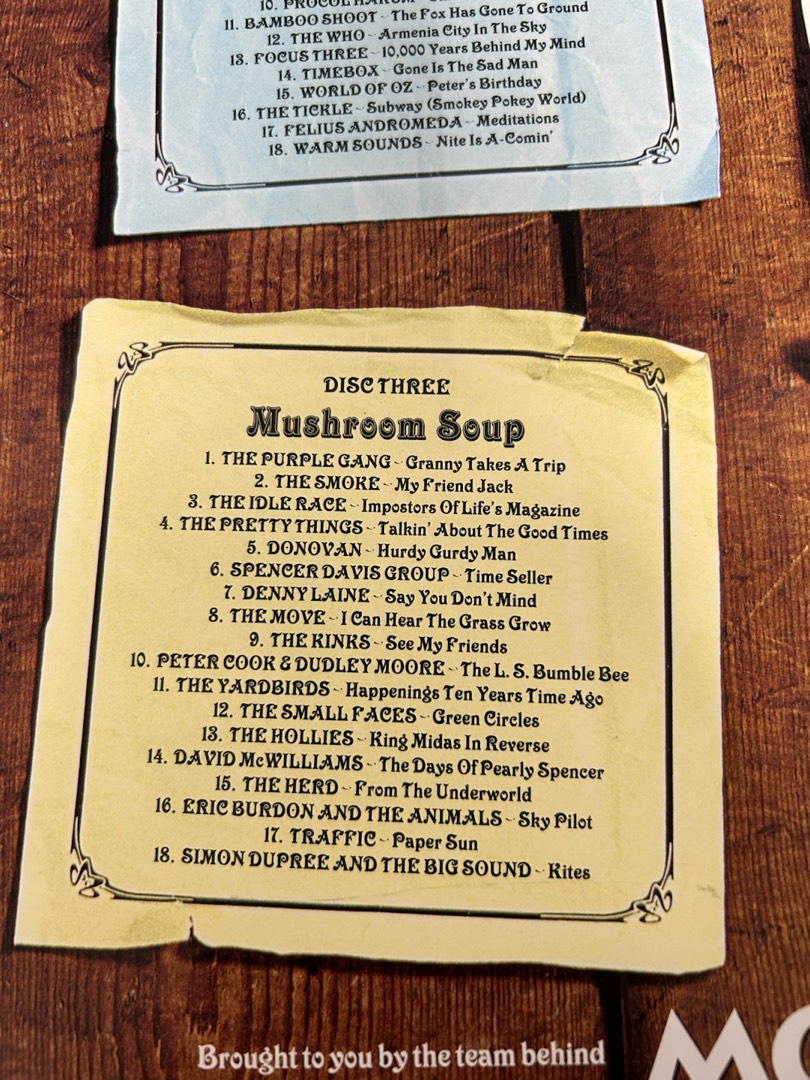 10. PROCOL HARUM
11. BAMBOO SHOOT ~ The Fox Has Gone To Ground
12. THE WHO ~ Armenia City In The Sky
13. FOCUS THREE ~ 10,000 Years Behind My Mind
14. TIMEBOX ~ Gone Is The Sad Man
15. WORLD OF OZ ~ Peter's Birthday
16. THE TICKLE ~ Subway (Smokey Pokey World)
17. FELIUS ANDROMEDA ~ Meditations
18. WARM SOUNDS ~ Nite Is A-Comin'
DISC THREE
Mushroom Soup
1. THE PURPLE GANG ~ Granny Takes A Trip
2. THE SMOKE ~ My Friend Jack
3. THE IDLE RACE ~ Impostors Of Life's Magazine
4. THE PRETTY THINGS ~ Talkin' About The Good Times
5. DONOVAN ~ Hurdy Gurdy Man
6. SPENCER DAVIS GROUP ~ Time Seller
7. DENNY LAINE ~ Say You Don't Mind
8. THE MOVE ~ I Can Hear The Grass Grow
9. THE KINKS ~ See My Friends
10. PETER COOK & DUDLEY MOORE ~ The L. S. Bumble Bee
11. THE YARDBIRDS ~ Happenings Ten Years Time Ago
12. THE SMALL FACES ~ Green Circles
13. THE HOLLIES ~ King Midas In Reverse
14. DAVID McWILLIAMS ~ The Days Of Pearly Spencer
15. THE HERD ~ From The Underworld
16. ERIC BURDON AND THE ANIMALS ~ Sky Pilot
17. TRAFFIC ~ Paper Sun
18. SIMON DUPREE AND THE BIG SOUND ~ Kites
Brought to you by the team behind